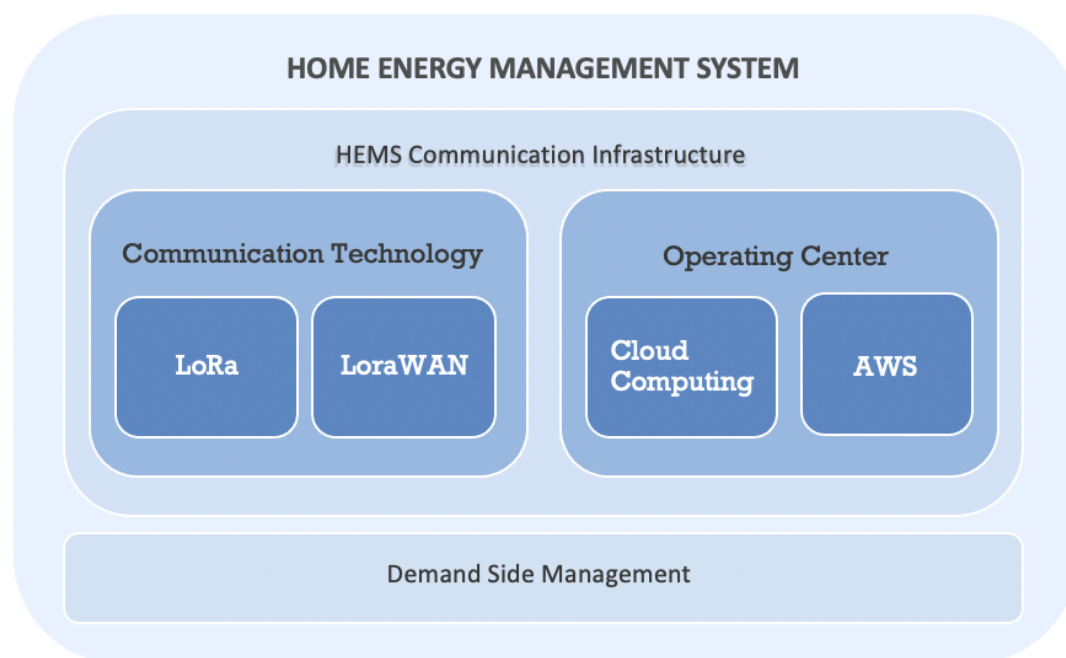 HOME ENERGY MANAGEMENT SYSTEM
HEMS Communication Infrastructure
Communication Technology
Operating Center
LoRa
LoraWAN
Cloud
Computing
AWS
Demand Side Management